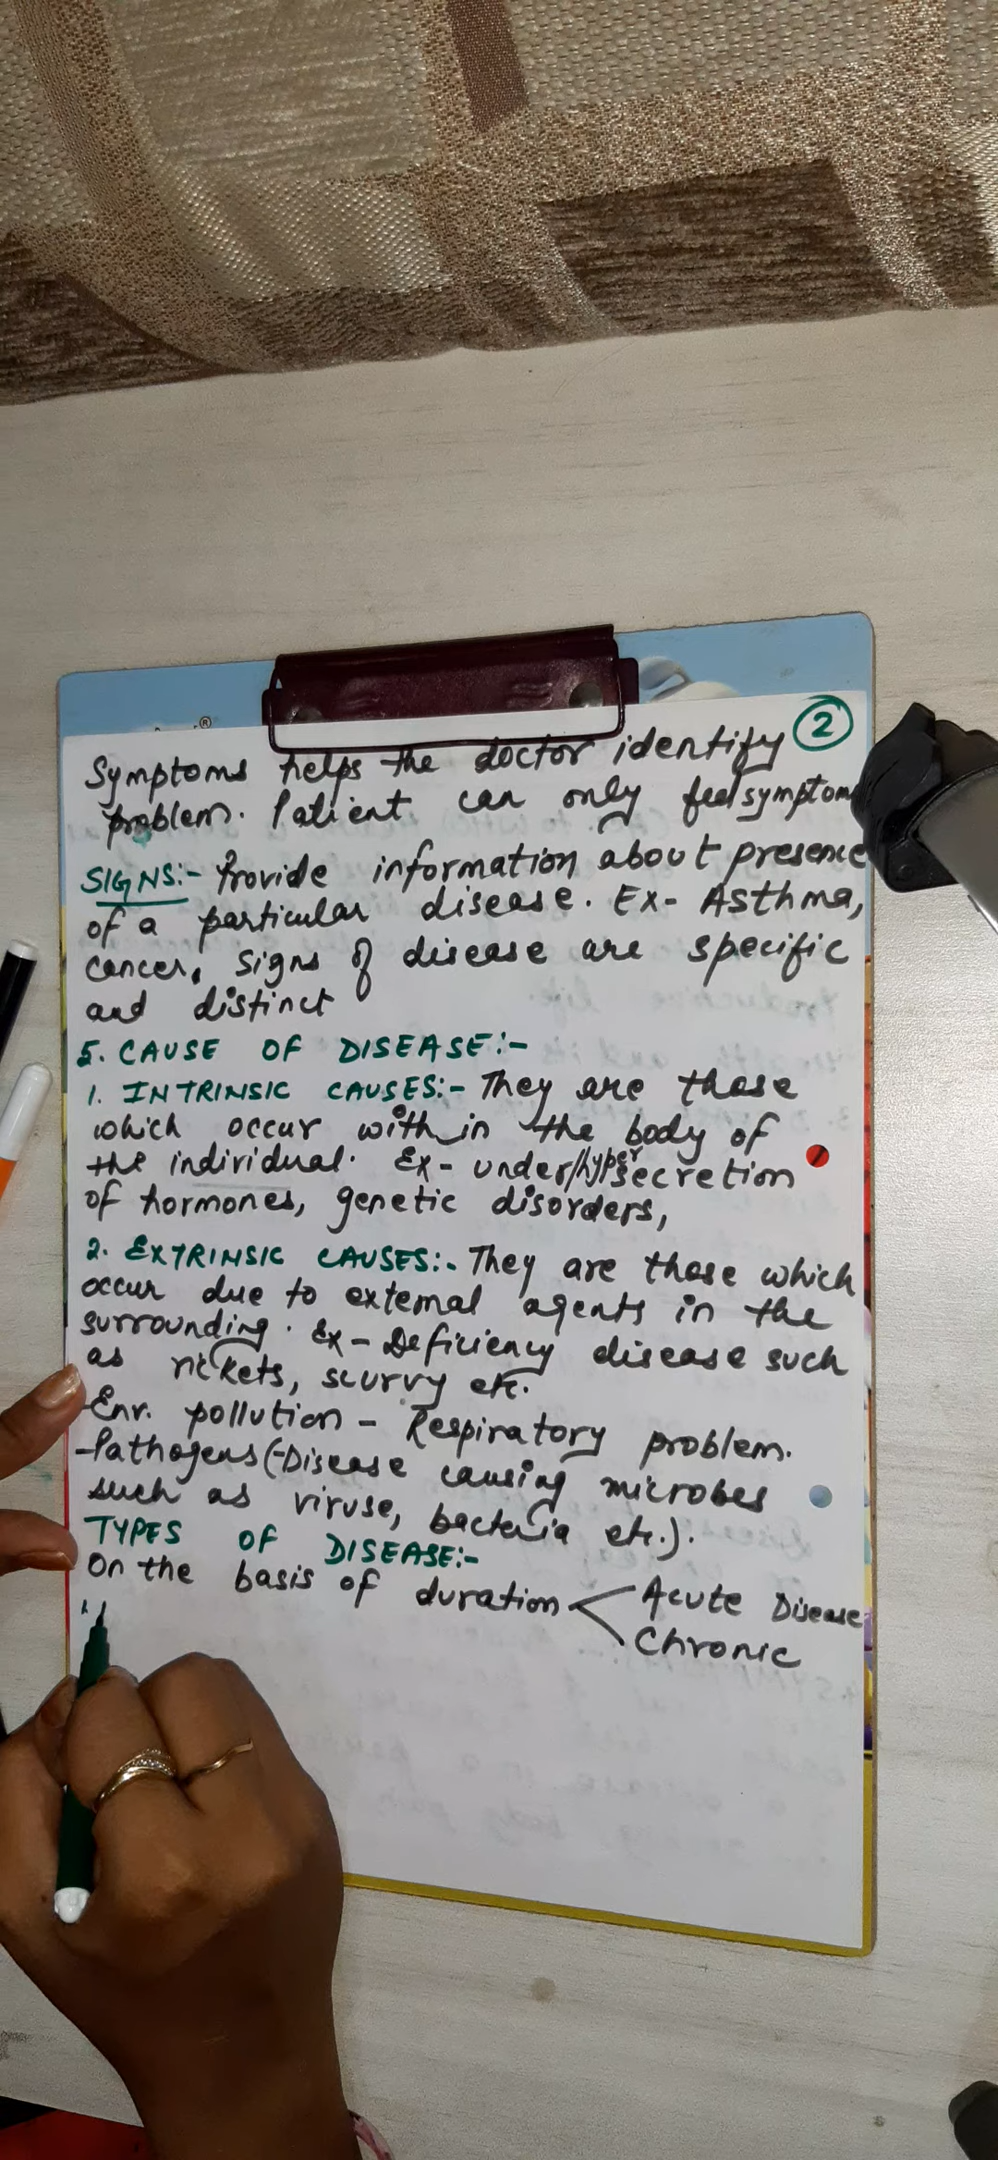 2
Symptoms helps the doctor identify
problem. Patient can only feel symptom
SIGNS:- Provide information about presence
of a particular disease. Ex- Asthma,
cancer, signs of disease are specific
and distinct
5. CAUSE OF DISEASE:-
1. INTRINSIC CAUSES:- They are those
which occur within the body of
the individual. Ex- under/hyper secretion
of hormones, genetic disorders,
2. EXTRINSIC CAUSES:- They are those which
occur due to external agents in the
surrounding. Ex- Deficiency disease such
as rickets, scurvy etc.
-Env. pollution - Respiratory problem.
-Pathogens (-Disease causing microbes
such as viruse, bacteria etc.).
TYPES OF DISEASE:-
On the basis of duration < Acute Disease
Chronic